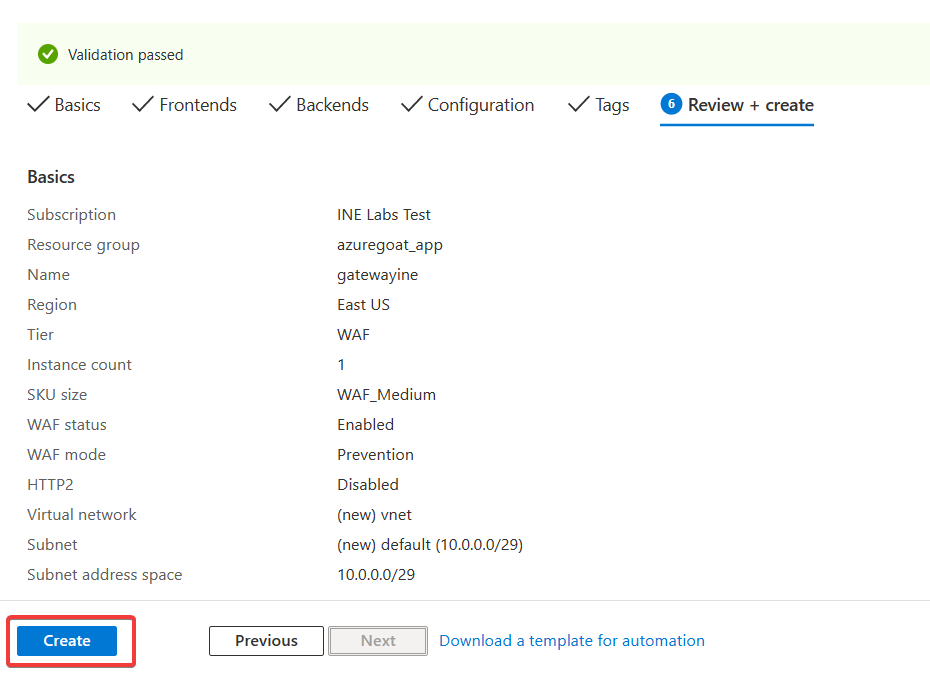 Validation passed
Basics Frontends Backends Configuration Tags 6 Review + create
Basics
Subscription INE Labs Test
Resource group azuregoat_app
Name gatewayine
Region East US
Tier WAF
Instance count 1
SKU size WAF_Medium
WAF status Enabled
WAF mode Prevention
HTTP2 Disabled
Virtual network (new) vnet
Subnet (new) default (10.0.0.0/29)
Subnet address space 10.0.0.0/29
Create Previous Next Download a template for automation